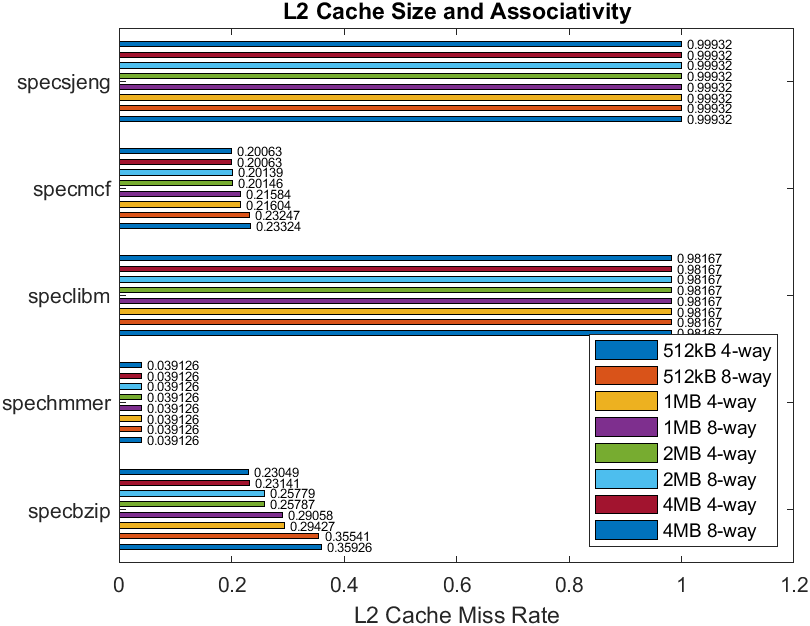 L2 Cache Size and Associativity
specsjeng
0.99932
0.99932
0.99932
0.99932
0.99932
0.99932
0.99932
0.99932
specmcf
0.20063
0.20063
0.20139
0.20146
0.21584
0.21604
0.23247
0.23324
speclibm
0.98167
0.98167
0.98167
0.98167
0.98167
0.98167
0.98167
0.98167
spechmmer
0.039126
0.039126
0.039126
0.039126
0.039126
0.039126
0.039126
0.039126
specbzip
0.23049
0.23141
0.25779
0.25787
0.29058
0.29427
0.35541
0.35926
512kB 4-way
512kB 8-way
1MB 4-way
1MB 8-way
2MB 4-way
2MB 8-way
4MB 4-way
4MB 8-way
0 0.2 0.4 0.6 0.8 1 1.2
L2 Cache Miss Rate